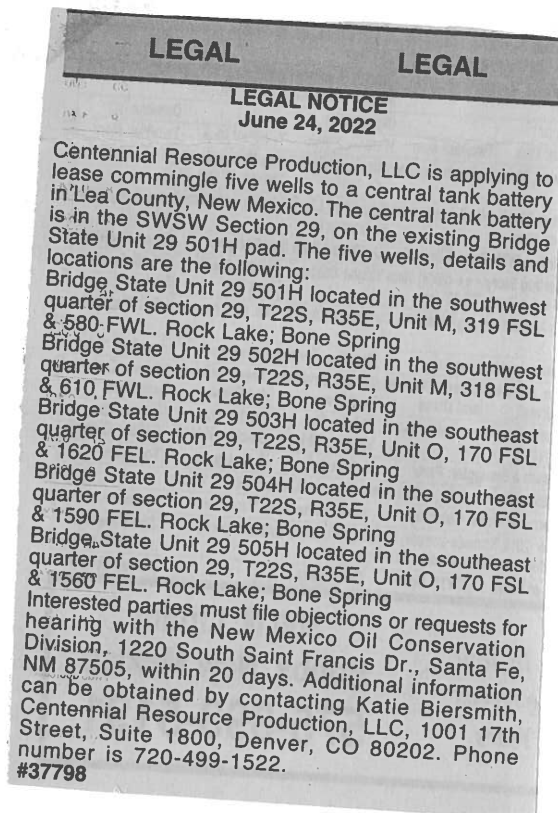 LEGAL LEGAL
LEGAL NOTICE
June 24, 2022
Centennial Resource Production, LLC is applying to
lease commingle five wells to a central tank battery
in Lea County, New Mexico. The central tank battery
is in the SWSW Section 29, on the existing Bridge
State Unit 29 501H pad. The five wells, details and
locations are the following:
Bridge State Unit 29 501H located in the southwest
quarter of section 29, T22S, R35E, Unit M, 319 FSL
& 580 FWL. Rock Lake; Bone Spring
Bridge State Unit 29 502H located in the southwest
quarter of section 29, T22S, R35E, Unit M, 318 FSL
& 610 FWL. Rock Lake; Bone Spring
Bridge State Unit 29 503H located in the southeast
quarter of section 29, T22S, R35E, Unit O, 170 FSL
& 1620 FEL. Rock Lake; Bone Spring
Bridge State Unit 29 504H located in the southeast
quarter of section 29, T22S, R35E, Unit O, 170 FSL
& 1590 FEL. Rock Lake; Bone Spring
Bridge State Unit 29 505H located in the southeast
quarter of section 29, T22S, R35E, Unit O, 170 FSL
& 1560 FEL. Rock Lake; Bone Spring
Interested parties must file objections or requests for
hearing with the New Mexico Oil Conservation
Division, 1220 South Saint Francis Dr., Santa Fe,
NM 87505, within 20 days. Additional information
can be obtained by contacting Katie Biersmith,
Centennial Resource Production, LLC, 1001 17th
Street, Suite 1800, Denver, CO 80202. Phone
number is 720-499-1522.
#37798